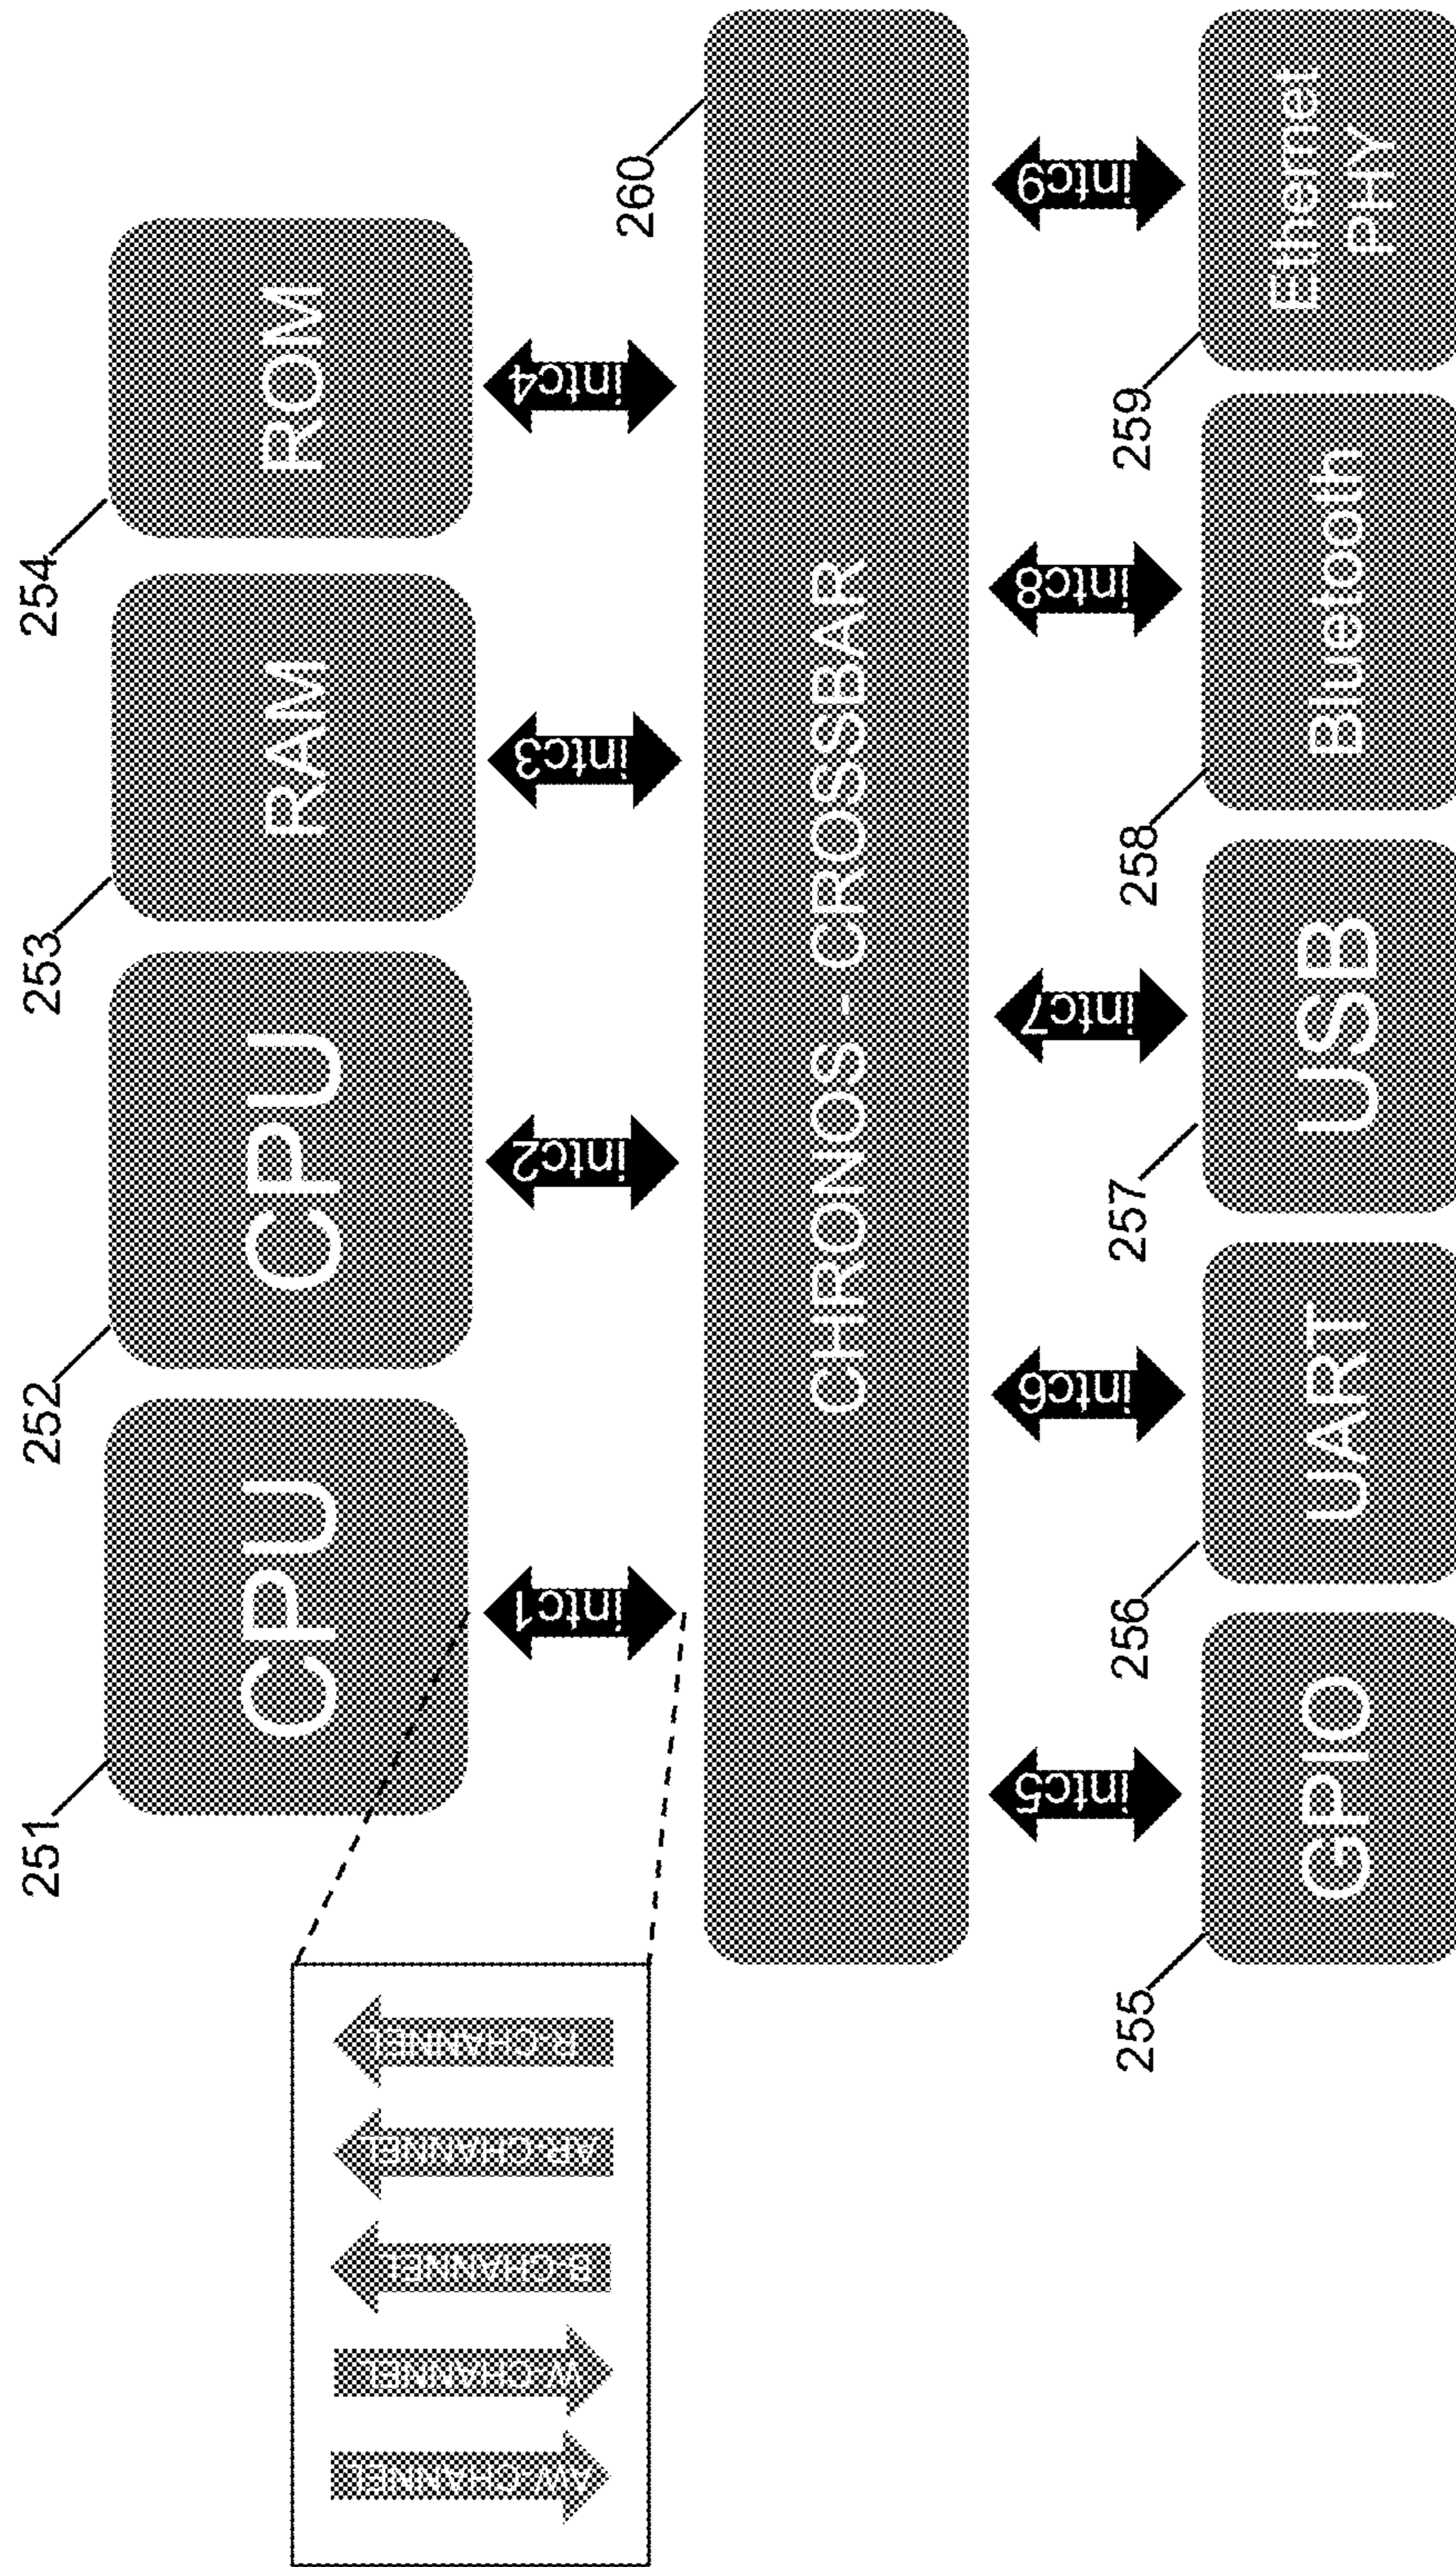 251
CPU
252
CPU
253
RAM
254
ROM
AW-CHANNEL
W-CHANNEL
B-CHANNEL
AR-CHANNEL
R-CHANNEL
intc1
intc2
intc3
intc4
260
CHRONOS - CROSSBAR
intc5
intc6
intc7
intc8
intc9
255
GPIO
256
UART
257
USB
258
Bluetooth
259
Ethernet
PHY